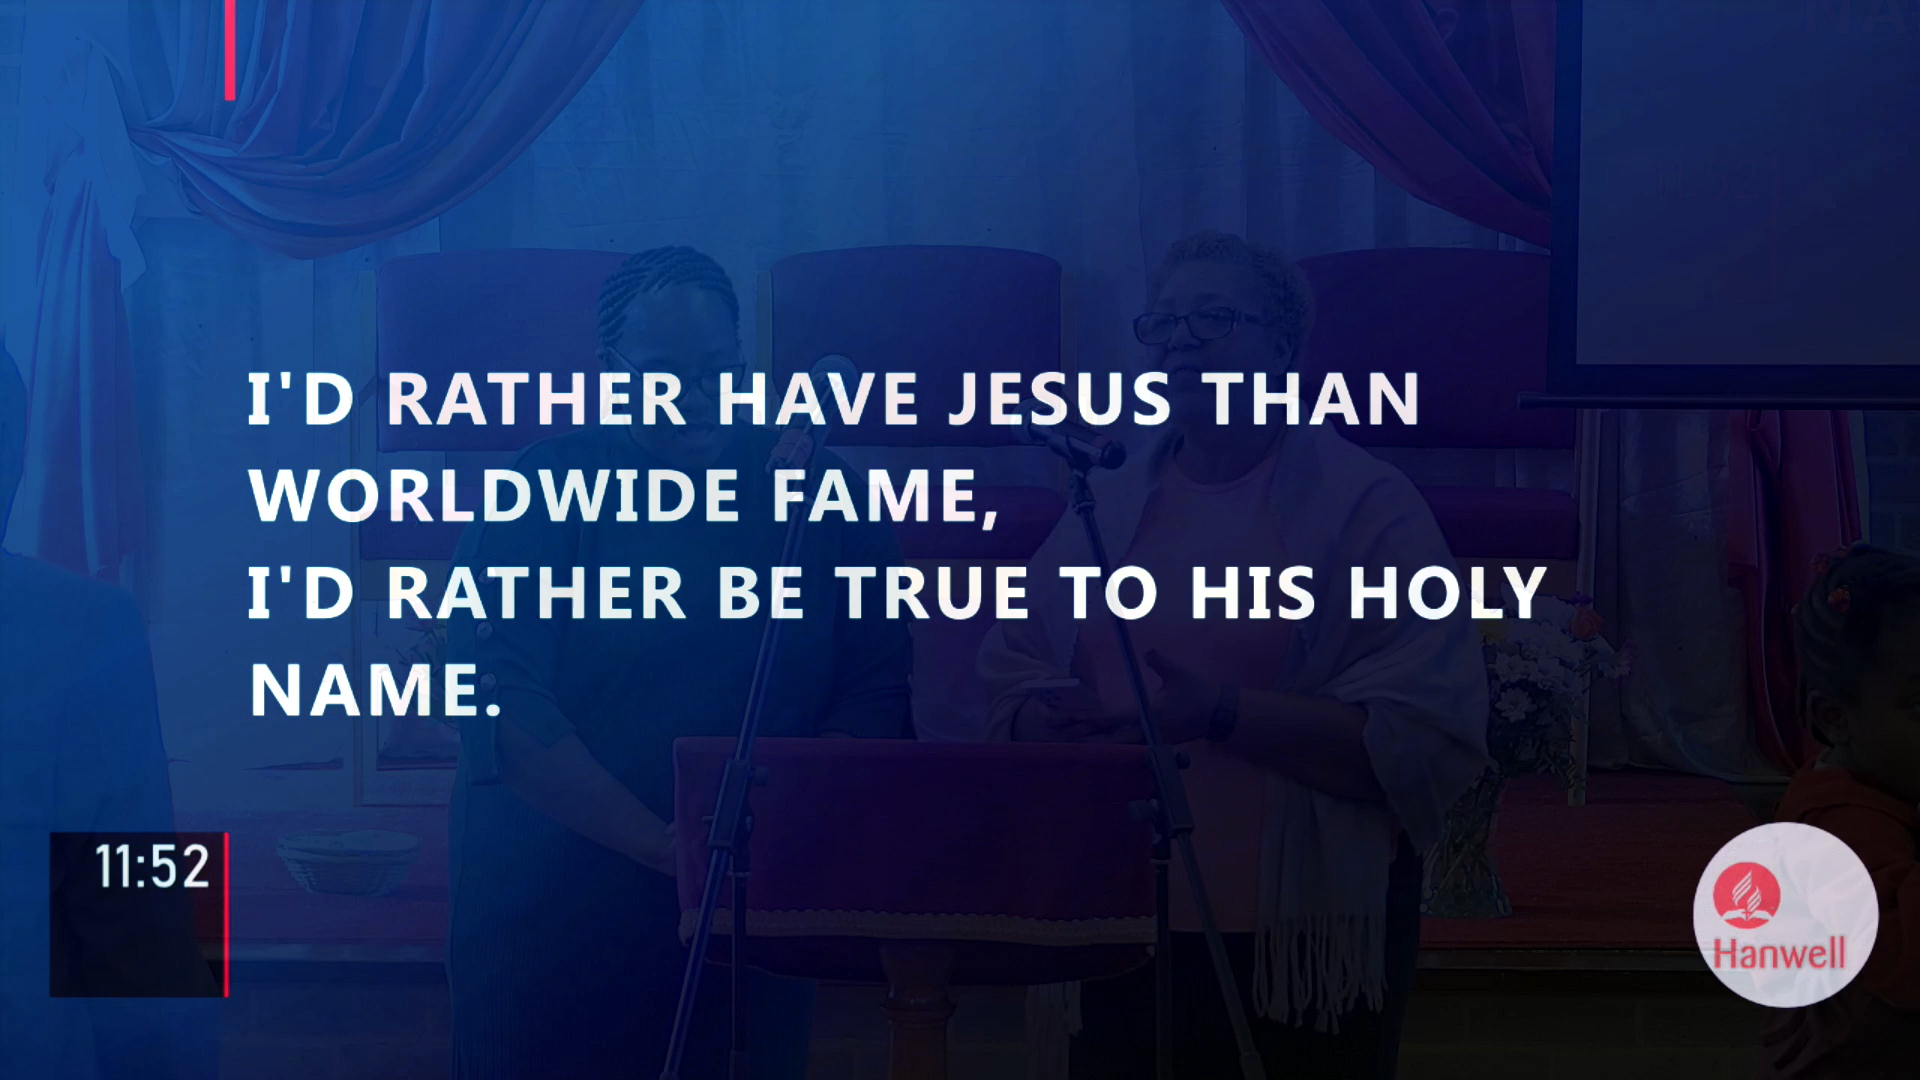 I'D RATHER HAVE JESUS THAN
WORLDWIDE FAME,
I'D RATHER BE TRUE TO HIS HOLY
NAME.
11:52
Hanwell